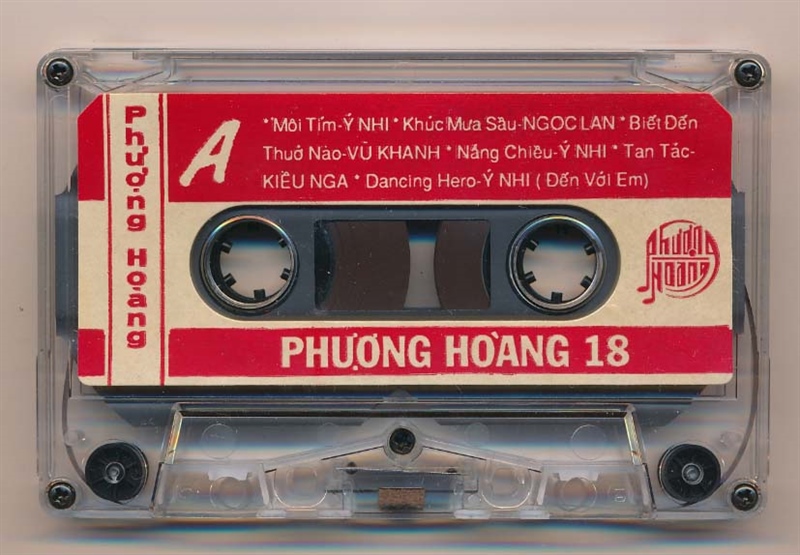 Phượng Hoàng
A
*Môi Tím-Ý NHI * Khúc Mưa Sầu-NGỌC LAN * Biết Đến
Thuở Nào-VŨ KHANH * Nắng Chiều-Ý NHI * Tan Tác-
KIỀU NGA * Dancing Hero-Ý NHI ( Đến Với Em)
Phượng
Hoàng
PHƯỢNG HOÀNG 18